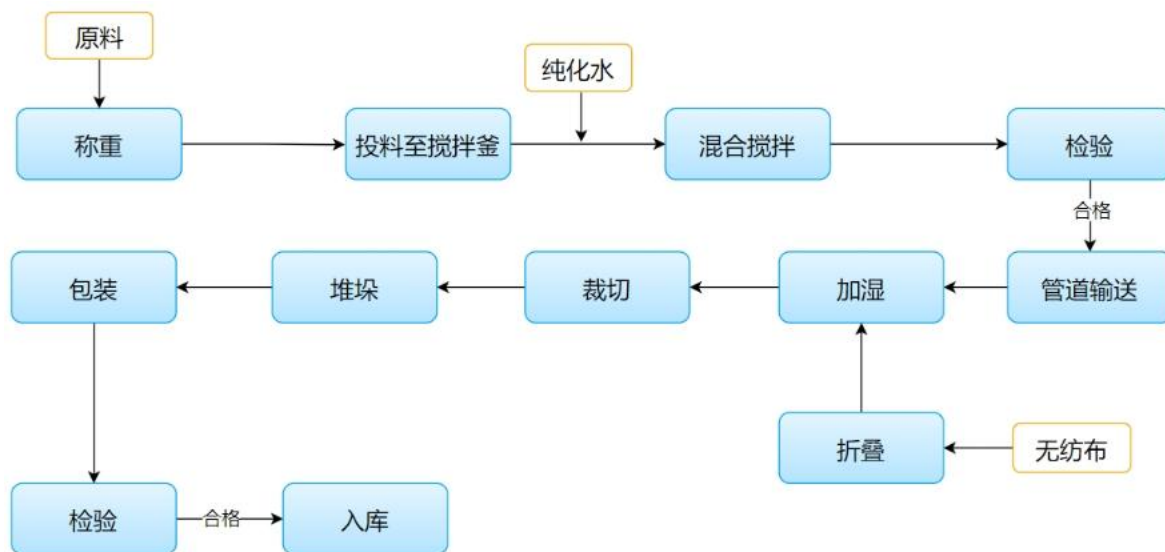 原料
纯化水
称重
投料至搅拌釜
混合搅拌
检验
合格
包装
堆垛
裁切
加湿
管道输送
折叠
无纺布
检验
合格
入库